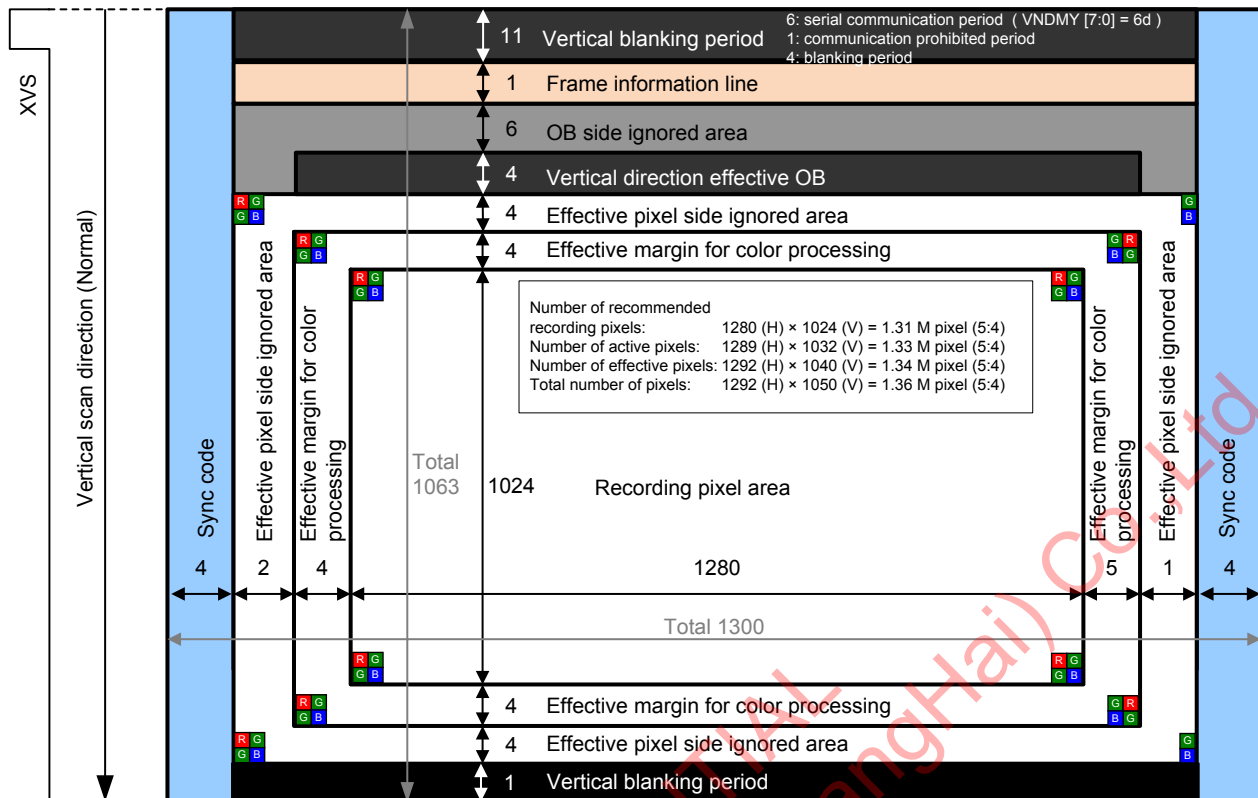 XVS
Vertical scan direction (Normal)
11 Vertical blanking period
6: serial communication period ( VNDMY [7:0] = 6d )
1: communication prohibited period
4: blanking period
1 Frame information line
6 OB side ignored area
4 Vertical direction effective OB
R G
G B
4 Effective pixel side ignored area
G
B
R G
G B
4 Effective margin for color processing
G R
B G
R G
G B
R G
G B
Number of recommended
recording pixels: 1280 (H) × 1024 (V) = 1.31 M pixel (5:4)
Number of active pixels: 1289 (H) × 1032 (V) = 1.33 M pixel (5:4)
Number of effective pixels: 1292 (H) × 1040 (V) = 1.34 M pixel (5:4)
Total number of pixels: 1292 (H) × 1050 (V) = 1.36 M pixel (5:4)
Sync code
Effective pixel side ignored area
Effective margin for color
processing
Total
1063
1024 Recording pixel area
Effective margin for color
processing
Effective pixel side ignored area
Sync code
4 2 4 1280 5 1 4
Total 1300
R G
G B
R G
G B
R G
G B
4 Effective margin for color processing
G R
B G
R G
G B
4 Effective pixel side ignored area
G
B
1 Vertical blanking period
TIAL
angHai) Co.,Ltd